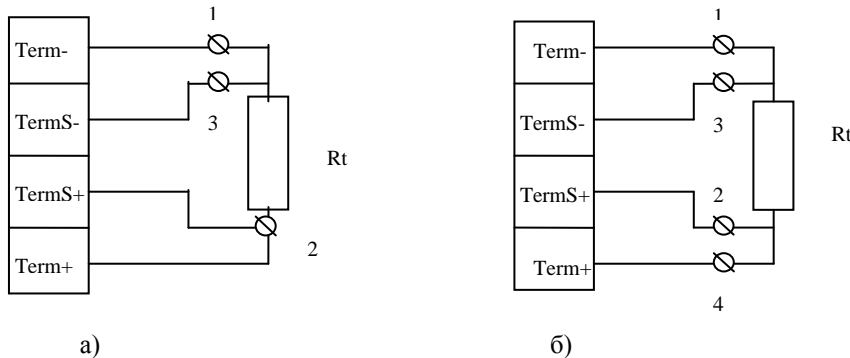 1
Term-
TermS-
TermS+
Term+
3
Rt
2
а)
1
Term-
TermS-
TermS+
Term+
3
Rt
2
4
б)